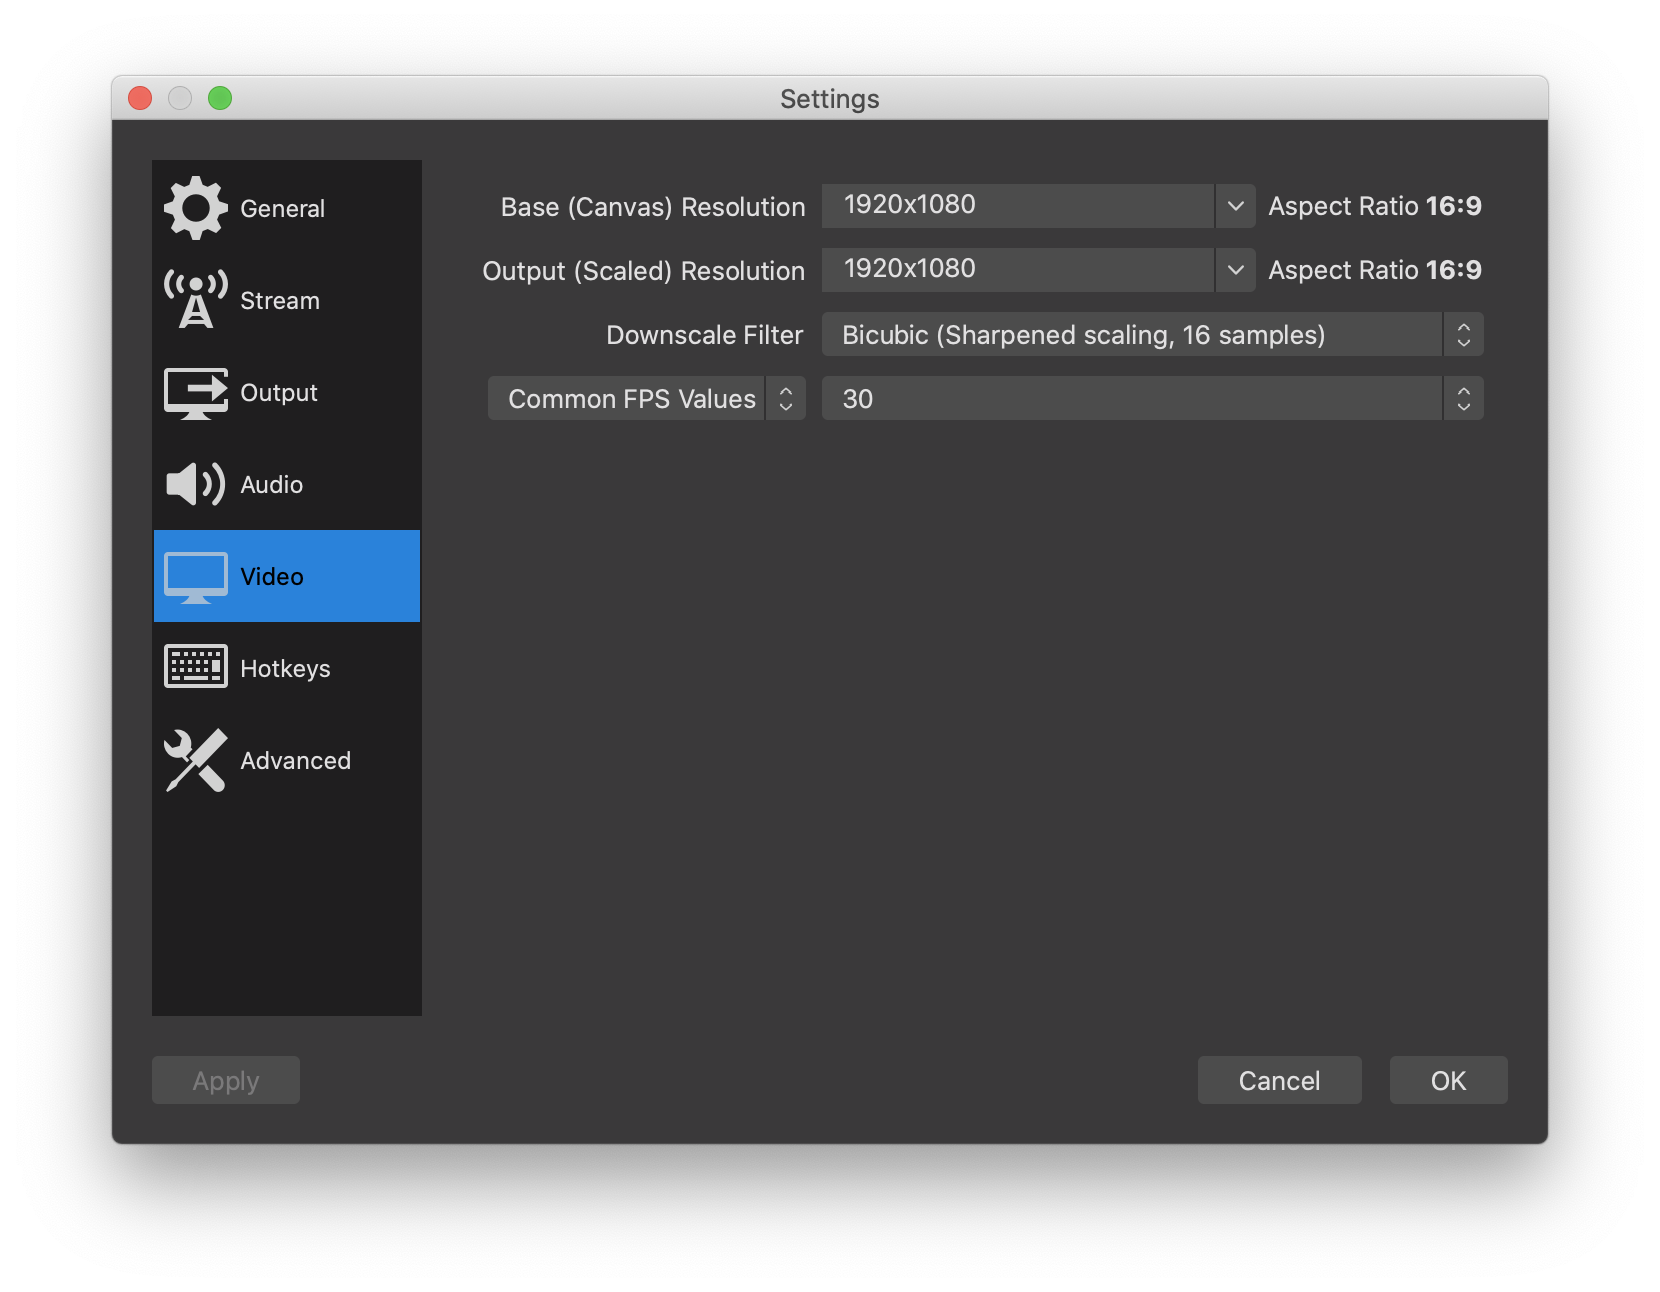 Settings
General
Stream
Output
Audio
Video
Hotkeys
Advanced
Base (Canvas) Resolution 1920x1080 Aspect Ratio 16:9
Output (Scaled) Resolution 1920x1080 Aspect Ratio 16:9
Downscale Filter Bicubic (Sharpened scaling, 16 samples)
Common FPS Values 30
Apply Cancel OK